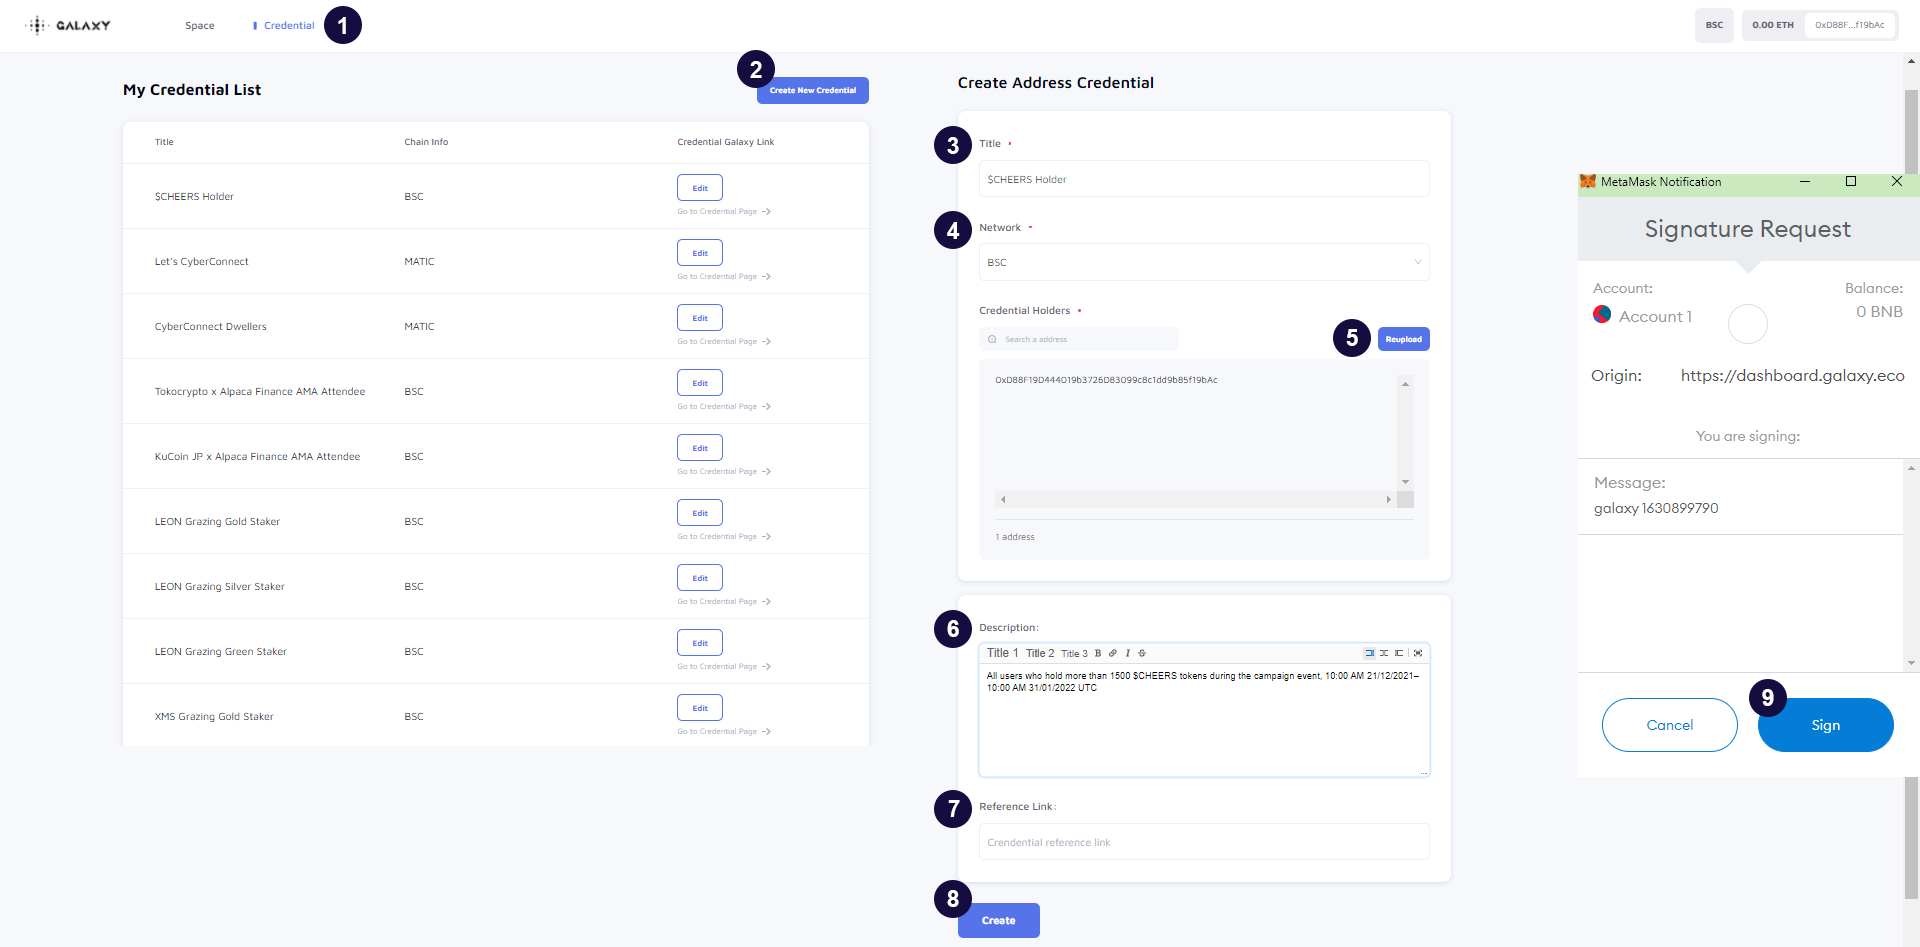 GALAXY
Space
Credential
1
BSC
0.00 ETH
0xD88F...f19bAc
My Credential List
2
Create New Credential
Title Chain Info Credential Galaxy Link
$CHEERS Holder BSC Edit
Go to Credential Page →
Let's CyberConnect MATIC Edit
Go to Credential Page →
CyberConnect Dwellers MATIC Edit
Go to Credential Page →
Tokocrypto x Alpaca Finance AMA Attendee BSC Edit
Go to Credential Page →
KuCoin JP x Alpaca Finance AMA Attendee BSC Edit
Go to Credential Page →
LEON Grazing Gold Staker BSC Edit
Go to Credential Page →
LEON Grazing Silver Staker BSC Edit
Go to Credential Page →
LEON Grazing Green Staker BSC Edit
Go to Credential Page →
XMS Grazing Gold Staker BSC Edit
Go to Credential Page →
Create Address Credential
3
Title •
$CHEERS Holder
4
Network •
BSC
Credential Holders •
Search a address
5
Reupload
0xD88F19D444019b3726D83099c8c1dd9b85f19bAc
1 address
6
Description:
Title 1 Title 2 Title 3 B I S
All users who hold more than 1500 $CHEERS tokens during the campaign event, 10:00 AM 21/12/2021–
10:00 AM 31/01/2022 UTC
7
Reference Link:
Crendential reference link
8
Create
MetaMask Notification
Signature Request
Account:
Balance:
Account 1
0 BNB
Origin:
https://dashboard.galaxy.eco
You are signing:
Message:
galaxy 1630899790
Cancel
9
Sign